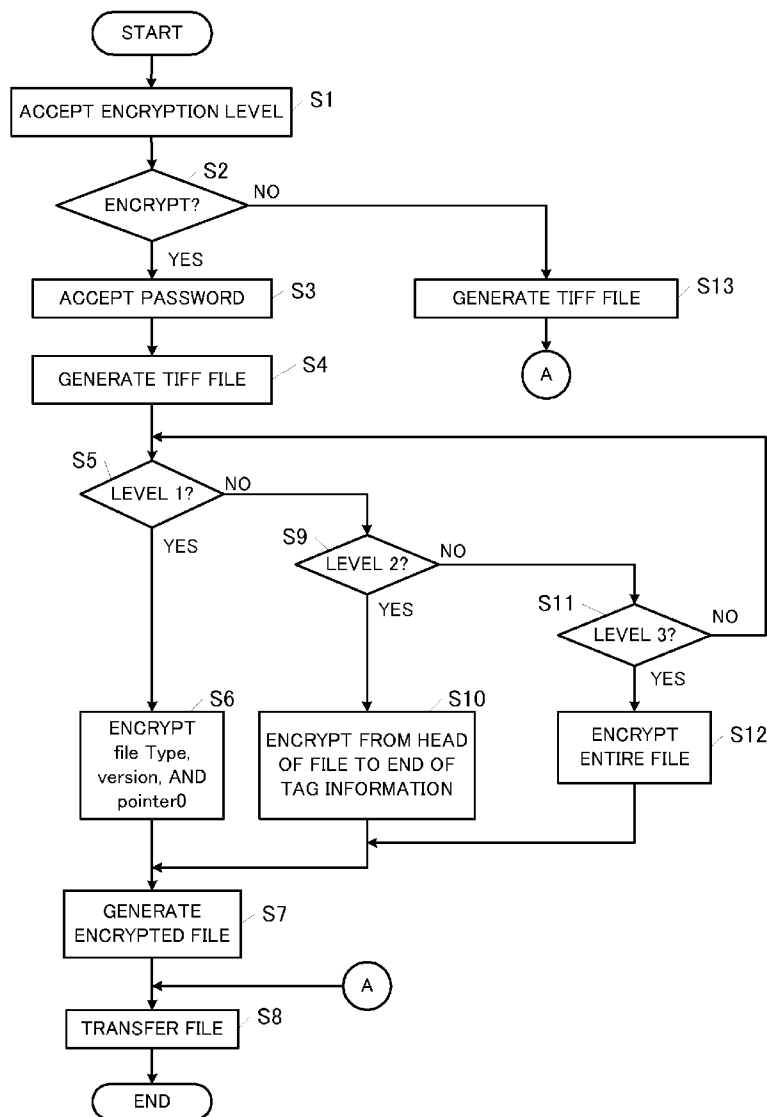 START
ACCEPT ENCRYPTION LEVEL
S1
S2
ENCRYPT?
NO
YES
ACCEPT PASSWORD
S3
GENERATE TIFF FILE
S13
GENERATE TIFF FILE
S4
A
S5
LEVEL 1?
NO
YES
S9
LEVEL 2?
NO
YES
S11
LEVEL 3?
NO
YES
S6
ENCRYPT
file Type,
version, AND
pointer0
S10
ENCRYPT FROM HEAD
OF FILE TO END OF
TAG INFORMATION
ENCRYPT
ENTIRE FILE
S12
GENERATE
ENCRYPTED FILE
S7
A
TRANSFER FILE
S8
END